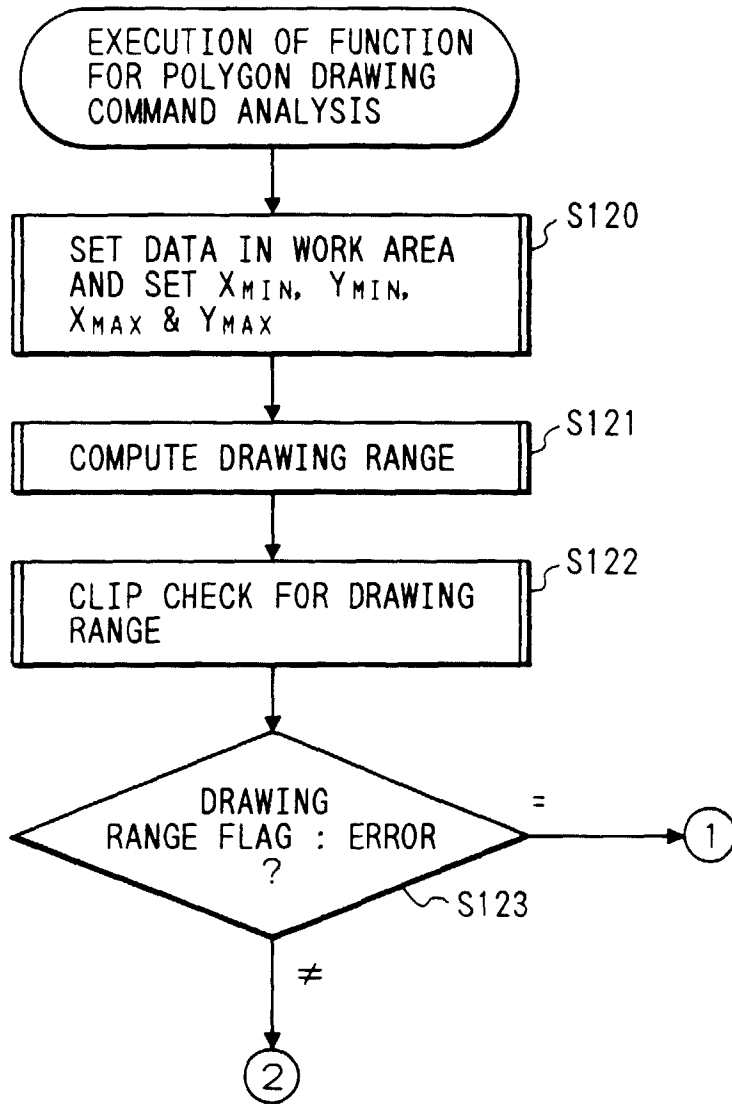 EXECUTION OF FUNCTION
FOR POLYGON DRAWING
COMMAND ANALYSIS
S120
SET DATA IN WORK AREA
AND SET XMIN, YMIN,
XMAX & YMAX
S121
COMPUTE DRAWING RANGE
S122
CLIP CHECK FOR DRAWING
RANGE
DRAWING
RANGE FLAG : ERROR
?
=
1
S123
≠
2